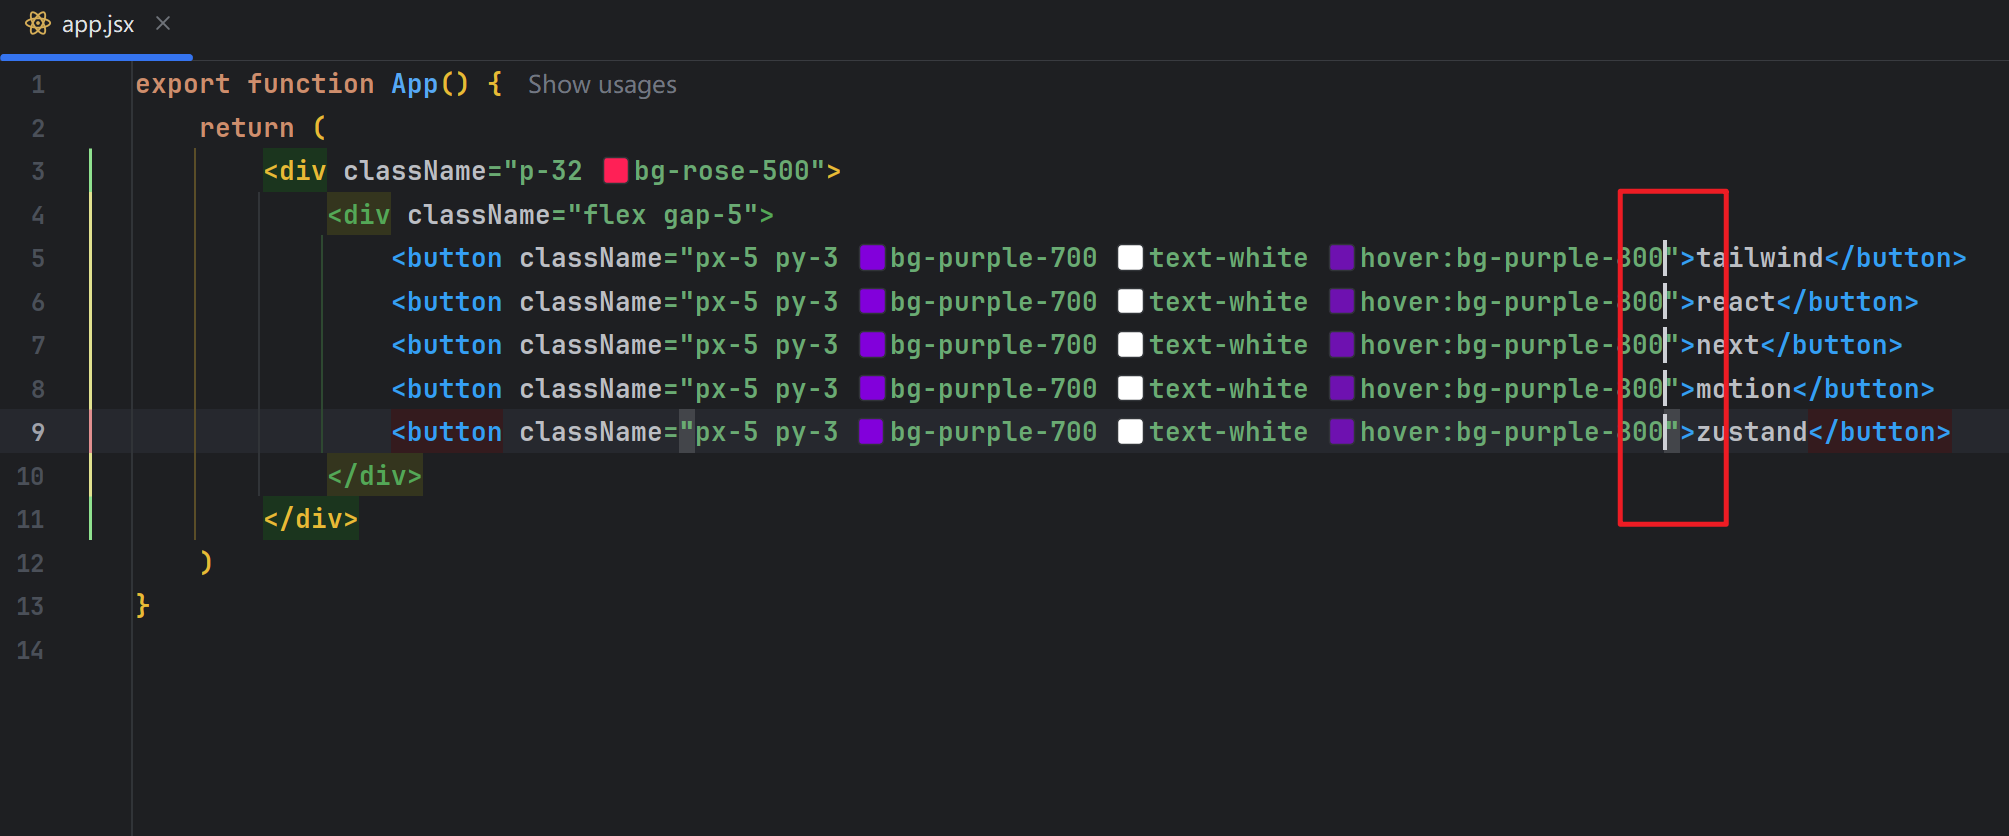 app.jsx
1 export function App() { Show usages
2 return (
3 <div className="p-32 bg-rose-500">
4 <div className="flex gap-5">
5 <button className="px-5 py-3 bg-purple-700 text-white hover:bg-purple-800">tailwind</button>
6 <button className="px-5 py-3 bg-purple-700 text-white hover:bg-purple-800">react</button>
7 <button className="px-5 py-3 bg-purple-700 text-white hover:bg-purple-800">next</button>
8 <button className="px-5 py-3 bg-purple-700 text-white hover:bg-purple-800">motion</button>
9 <button className="px-5 py-3 bg-purple-700 text-white hover:bg-purple-800">zustand</button>
10 </div>
11 </div>
12 )
13 }
14